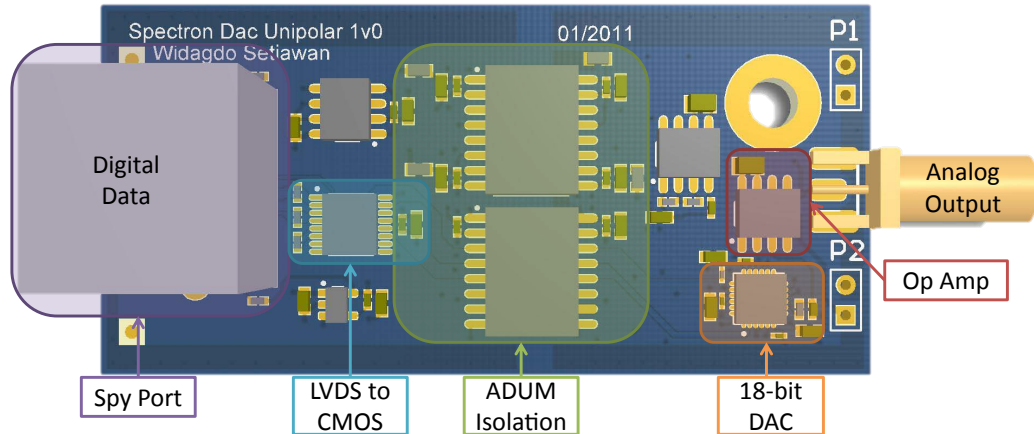 Spectron Dac Unipolar 1v0
Widagdo Setiawan
01/2011
P1
Digital
Data
Analog
Output
P2
Op Amp
Spy Port
LVDS to
CMOS
ADUM
Isolation
18-bit
DAC